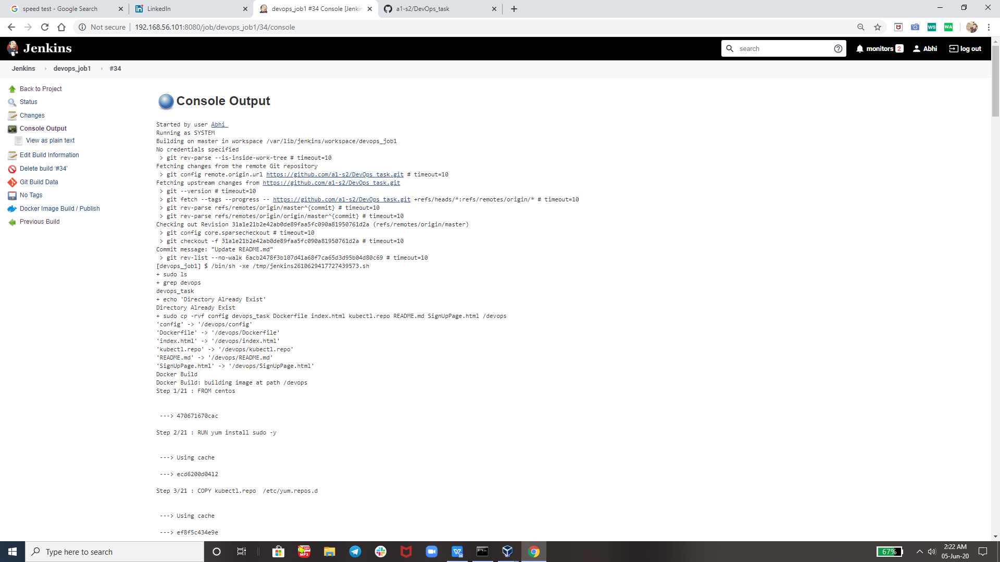 speed test - Google Search
LinkedIn
devops_job1 #34 Console [Jenkin
a1-s2/DevOps_task
Not secure
192.168.56.101:8080/job/devops_job1/34/console
WS
WA
Jenkins
search
monitors 2
Abhi
log out
Jenkins
devops_job1
#34
Back to Project
Status
Changes
Console Output
View as plain text
Edit Build Information
Delete build ‘#34’
Git Build Data
No Tags
Docker Image Build / Publish
Previous Build
Console Output
Started by user Abhi
Running as SYSTEM
Building on master in workspace /var/lib/jenkins/workspace/devops_job1
No credentials specified
> git rev-parse --is-inside-work-tree # timeout=10
Fetching changes from the remote Git repository
> git config remote.origin.url https://github.com/a1-s2/DevOps_task.git # timeout=10
Fetching upstream changes from https://github.com/a1-s2/DevOps_task.git
> git --version # timeout=10
> git fetch --tags --progress -- https://github.com/a1-s2/DevOps_task.git +refs/heads/*:refs/remotes/origin/* # timeout=10
> git rev-parse refs/remotes/origin/master^{commit} # timeout=10
> git rev-parse refs/remotes/origin/origin/master^{commit} # timeout=10
Checking out Revision 31a1e21b2e42ab0de89faa5fc090a81950761d2a (refs/remotes/origin/master)
> git config core.sparsecheckout # timeout=10
> git checkout -f 31a1e21b2e42ab0de89faa5fc090a81950761d2a # timeout=10
Commit message: "Update README.md"
> git rev-list --no-walk 6acb2478f3b107d41a68f7ca65d3d95b04d80c69 # timeout=10
[devops_job1] $ /bin/sh -xe /tmp/jenkins2610629417727439573.sh
+ sudo ls
+ grep devops
devops_task
+ echo 'Directory Already Exist'
Directory Already Exist
+ sudo cp -rvf config devops_task Dockerfile index.html kubectl.repo README.md SignUpPage.html /devops
'config' -> '/devops/config'
'Dockerfile' -> '/devops/Dockerfile'
'index.html' -> '/devops/index.html'
'kubectl.repo' -> '/devops/kubectl.repo'
'README.md' -> '/devops/README.md'
'SignUpPage.html' -> '/devops/SignUpPage.html'
Docker Build
Docker Build: building image at path /devops
Step 1/21 : FROM centos
---> 470671670cac
Step 2/21 : RUN yum install sudo -y
---> Using cache
---> ecd6200d0412
Step 3/21 : COPY kubectl.repo  /etc/yum.repos.d
---> Using cache
---> ef8f5c434e9e
Type here to search
MP3
67%
2:22 AM
05-Jun-20